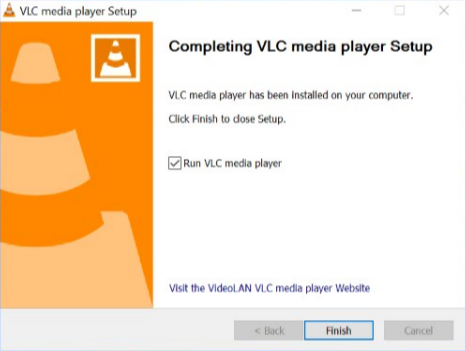 VLC media player Setup
Completing VLC media player Setup
VLC media player has been installed on your computer.
Click Finish to close Setup.
Run VLC media player
Visit the VideoLAN VLC media player Website
< Back
Finish
Cancel